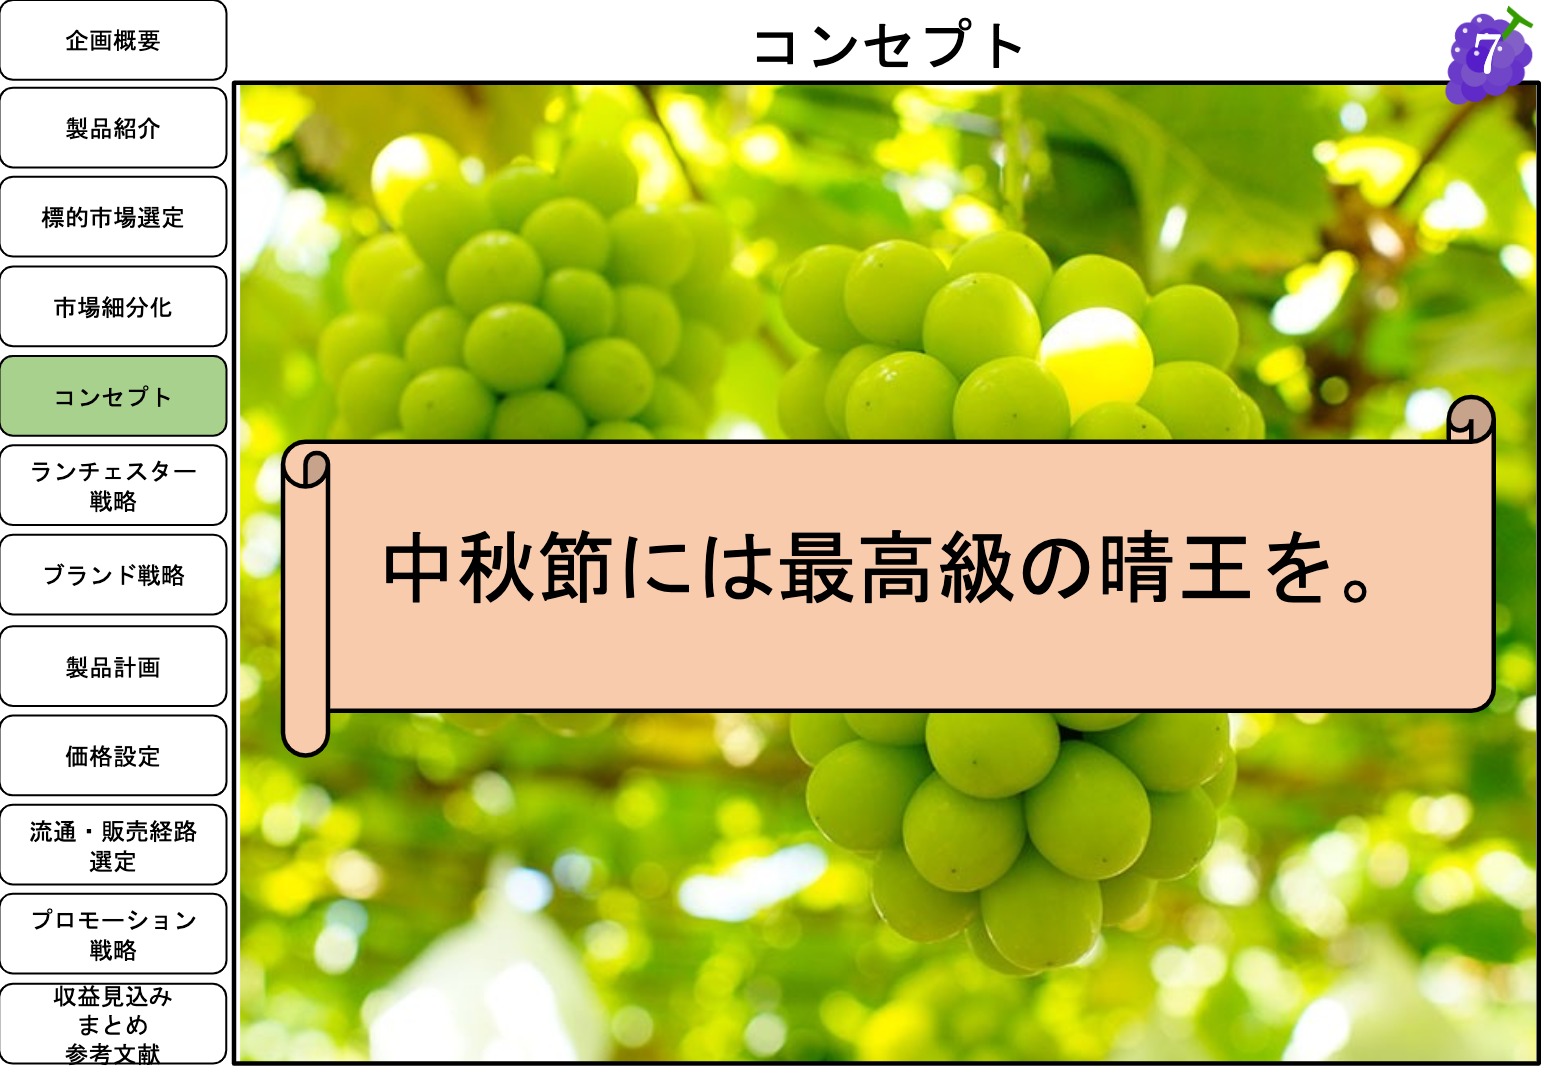 企画概要
製品紹介
標的市場選定
市場細分化
コンセプト
ランチェスター
戦略
ブランド戦略
製品計画
価格設定
流通・販売経路
選定
プロモーション
戦略
収益見込み
まとめ
参考文献
コンセプト
7
中秋節には最高級の晴王を。